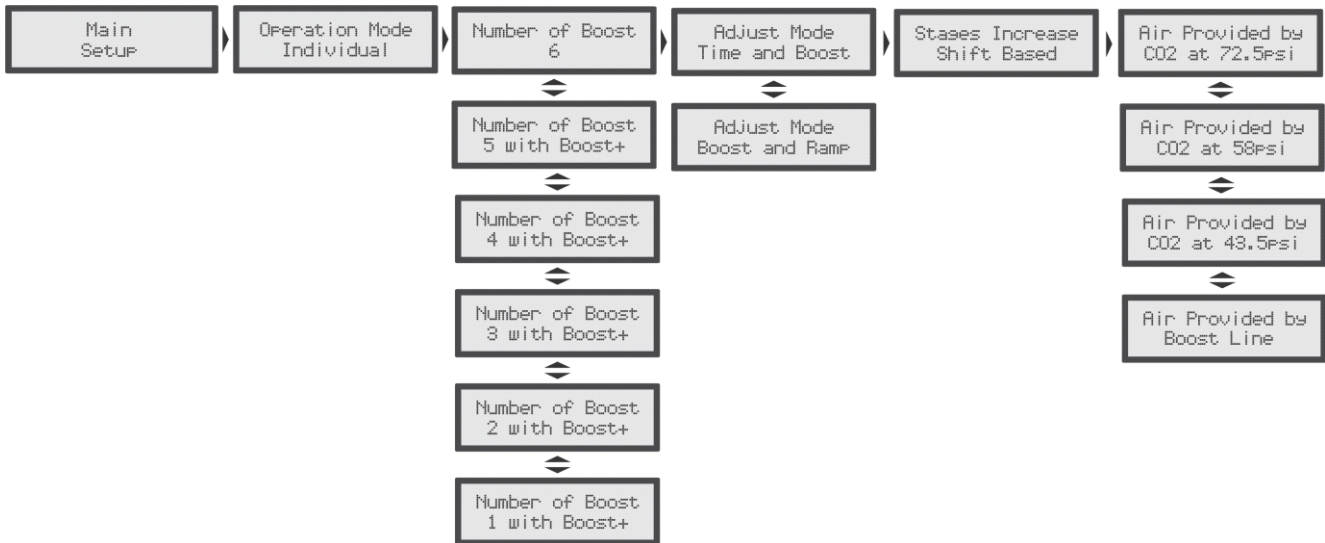 Main
Setup
Operation Mode
Individual
Number of Boost
6
Adjust Mode
Time and Boost
Stages Increase
Shift Based
Air Provided by
CO2 at 72.5psi
Number of Boost
5 with Boost+
Adjust Mode
Boost and Ramp
Air Provided by
CO2 at 58psi
Number of Boost
4 with Boost+
Air Provided by
CO2 at 43.5psi
Number of Boost
3 with Boost+
Air Provided by
Boost Line
Number of Boost
2 with Boost+
Number of Boost
1 with Boost+